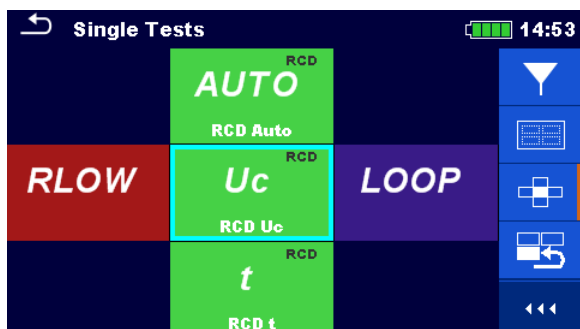 Single Tests 14:53
RCD
AUTO
RCD Auto
RLOW
RCD
Uc
RCD Uc
LOOP
RCD
t
RCD t